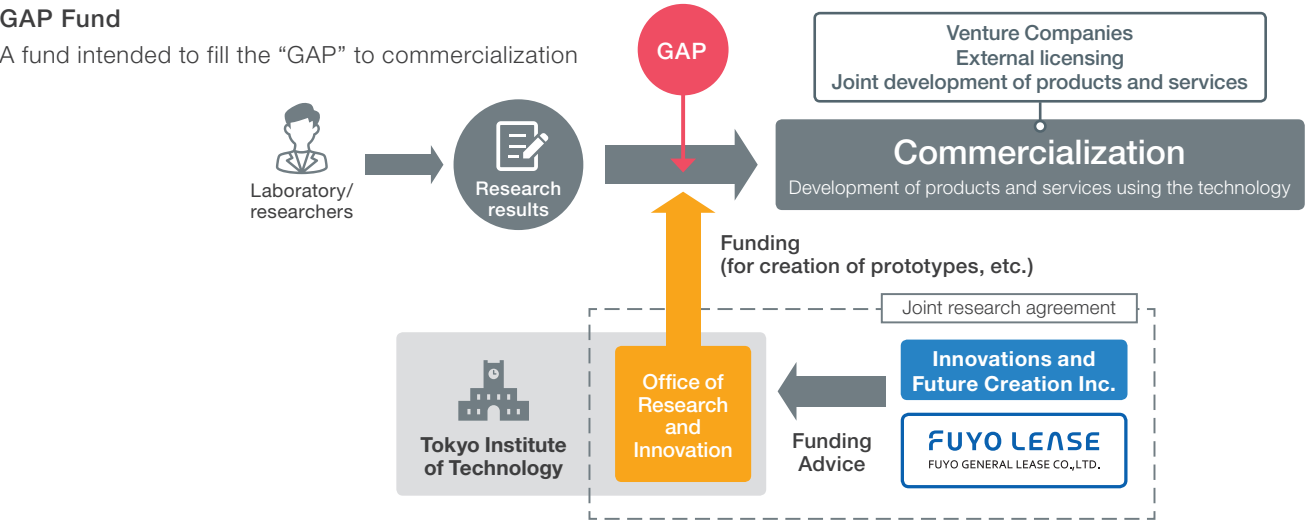 GAP Fund
A fund intended to fill the “GAP” to commercialization
GAP
Venture Companies
External licensing
Joint development of products and services
Laboratory/
researchers
Research
results
Commercialization
Development of products and services using the technology
Funding
(for creation of prototypes, etc.)
Joint research agreement
Tokyo Institute
of Technology
Office of
Research
and
Innovation
Funding
Advice
Innovations and
Future Creation Inc.
FUYO LEASE
FUYO GENERAL LEASE CO.,LTD.